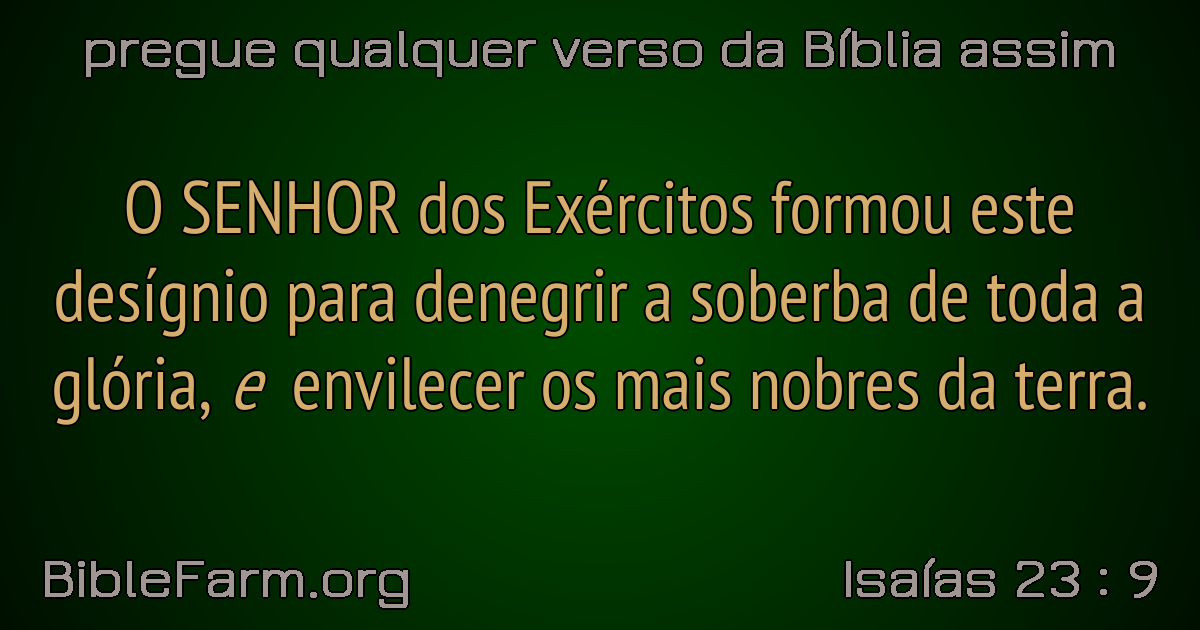 pregue qualquer verso da Bíblia assim
O SENHOR dos Exércitos formou este
desígnio para denegrir a soberba de toda a
glória, e envilecer os mais nobres da terra.
BibleFarm.org
Isaías 23 : 9